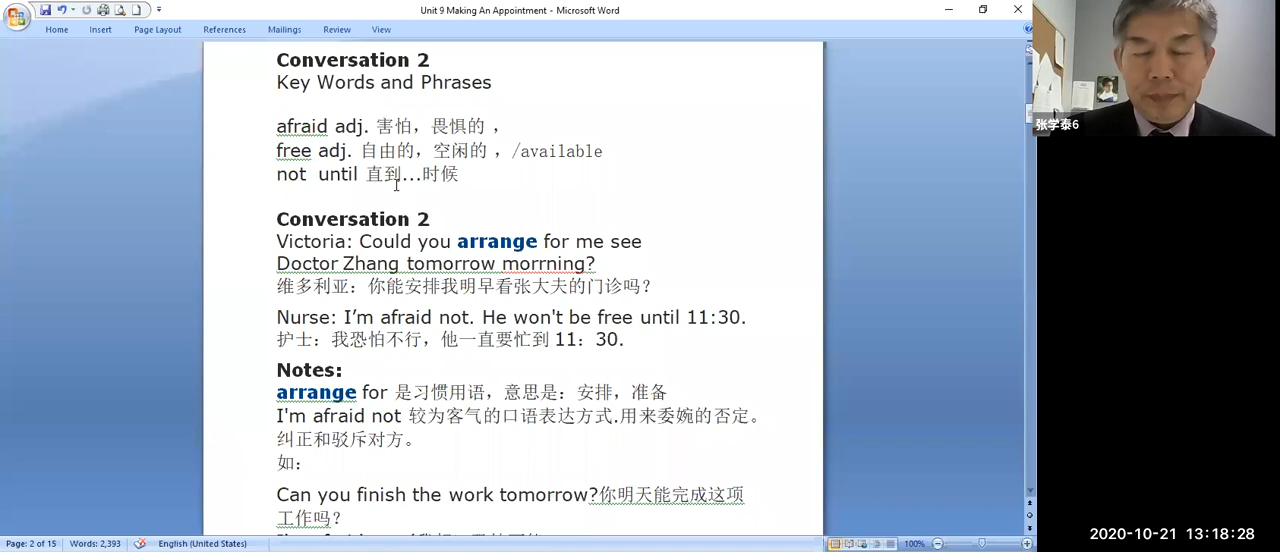 Unit 9 Making An Appointment - Microsoft Word
Home Insert Page Layout References Mailings Review View
Conversation 2
Key Words and Phrases
afraid adj. 害怕，畏惧的 ，
free adj. 自由的，空闲的 ，/available
not until 直到...时候
Conversation 2
Victoria: Could you arrange for me see
Doctor Zhang tomorrow morrning?
维多利亚：你能安排我明早看张大夫的门诊吗？
Nurse: I’m afraid not. He won't be free until 11:30.
护士：我恐怕不行，他一直要忙到 11：30.
Notes:
arrange for 是习惯用语，意思是：安排，准备
I'm afraid not 较为客气的口语表达方式.用来委婉的否定。
纠正和驳斥对方。
如：
Can you finish the work tomorrow?你明天能完成这项
工作吗？
Page: 2 of 15 Words: 2,393 English (United States) 100%
张学泰6
2020-10-21 13:18:28